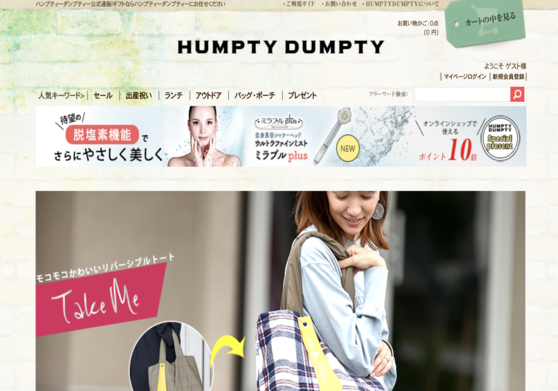 ハンプティーダンプティー公式通販|ギフトならハンプティーダンプティーにお任せください
・ご利用ガイド ・お問い合わせ ・HUMPTYDUMPTYについて
カートの中を見る
お買い物かご:0点
(0 円)
HUMPTY DUMPTY
ようこそ ゲスト様
| マイページログイン | 新規会員登録 |
人気キーワード> | セール | 出産祝い | ランチ | アウトドア | バッグ・ポーチ | プレゼント
フリーワード検索:
待望の
脱塩素機能 で
さらにやさしく美しく
ミラブルplus
ウルトラファインミスト
ミラブルplus
NEW
オンラインショップで
使える
ポイント10倍
HUMPTY
DUMPTY
Special
present
モコモコかわいいリバーシブルトート
Take Me